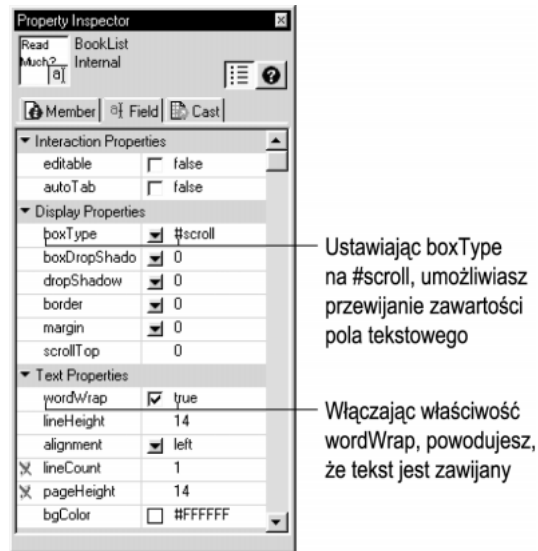 Property Inspector
Read
Much?
BookList
Internal
Member
Field
Cast
Interaction Properties
editable false
autoTab false
Display Properties
boxType #scroll
boxDropShado 0
dropShadow 0
border 0
margin 0
scrollTop 0
Text Properties
wordWrap true
lineHeight 14
alignment left
lineCount 1
pageHeight 14
bgColor #FFFFFF
Ustawiając boxType
na #scroll, umożliwiasz
przewijanie zawartości
pola tekstowego
Włączając właściwość
wordWrap, powodujesz,
że tekst jest zawijany